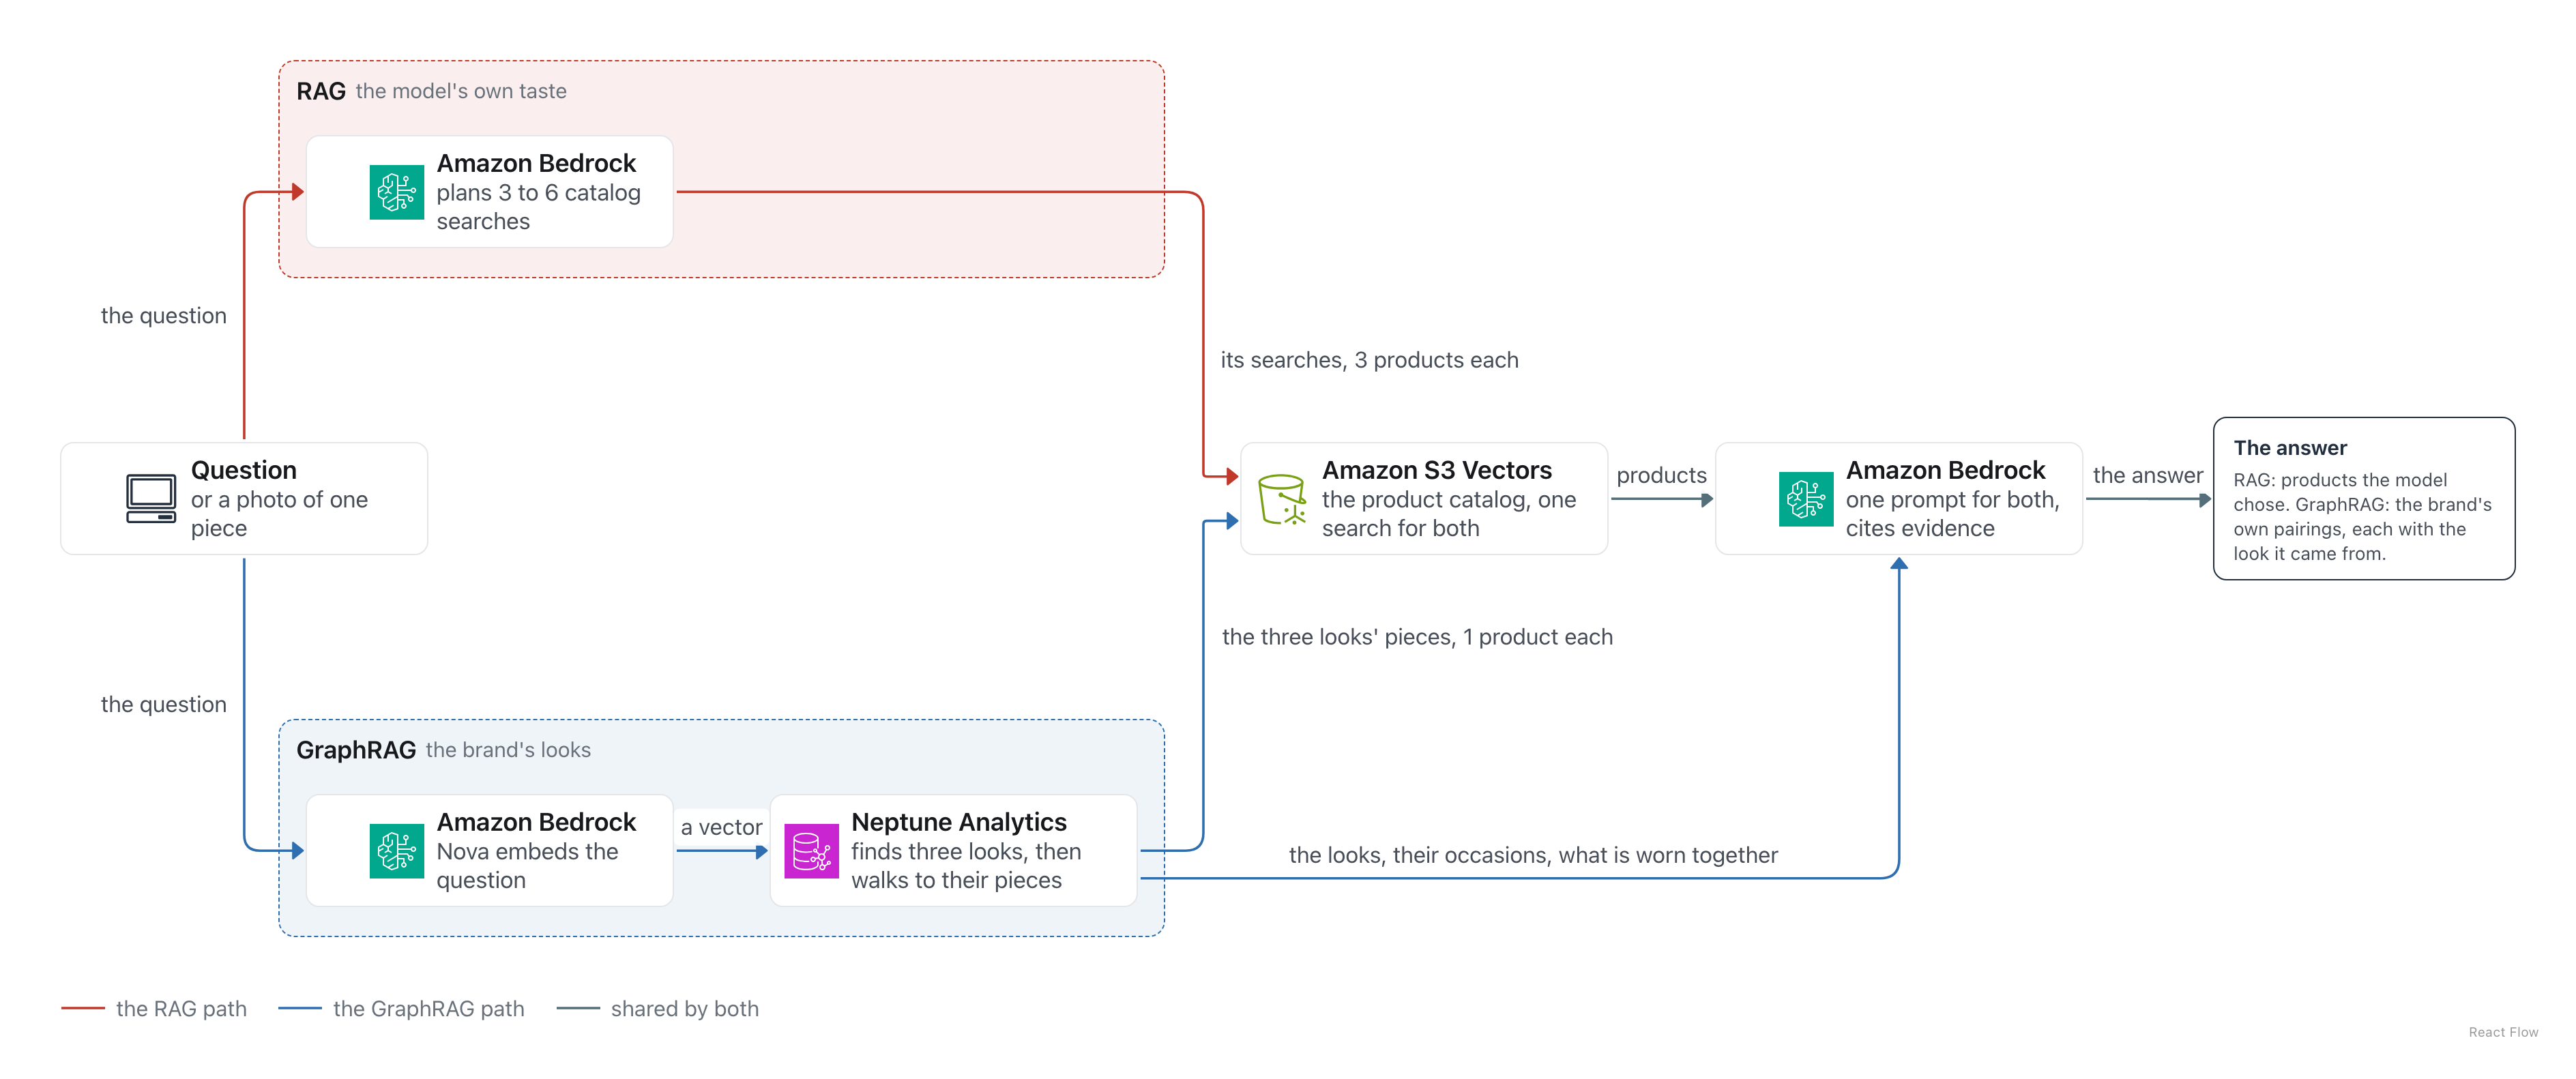 RAG the model's own taste
Amazon Bedrock
plans 3 to 6 catalog
searches
the question
its searches, 3 products each
Question
or a photo of one
piece
Amazon S3 Vectors
the product catalog, one
search for both
products
Amazon Bedrock
one prompt for both,
cites evidence
the answer
The answer
RAG: products the model
chose. GraphRAG: the brand's
own pairings, each with the
look it came from.
the three looks' pieces, 1 product each
the question
GraphRAG the brand's looks
Amazon Bedrock
Nova embeds the
question
a vector
Neptune Analytics
finds three looks, then
walks to their pieces
the looks, their occasions, what is worn together
the RAG path
the GraphRAG path
shared by both
React Flow